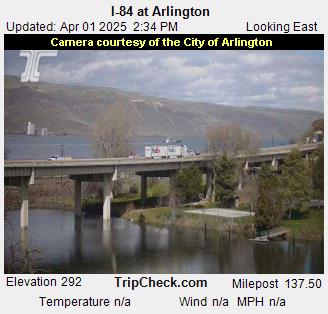 I-84 at Arlington
Updated: Apr 01 2025 2:34 PM Looking East
Camera courtesy of the City of Arlington
FedEx
Elevation 292 TripCheck.com Milepost 137.50
Temperature n/a Wind n/a MPH n/a